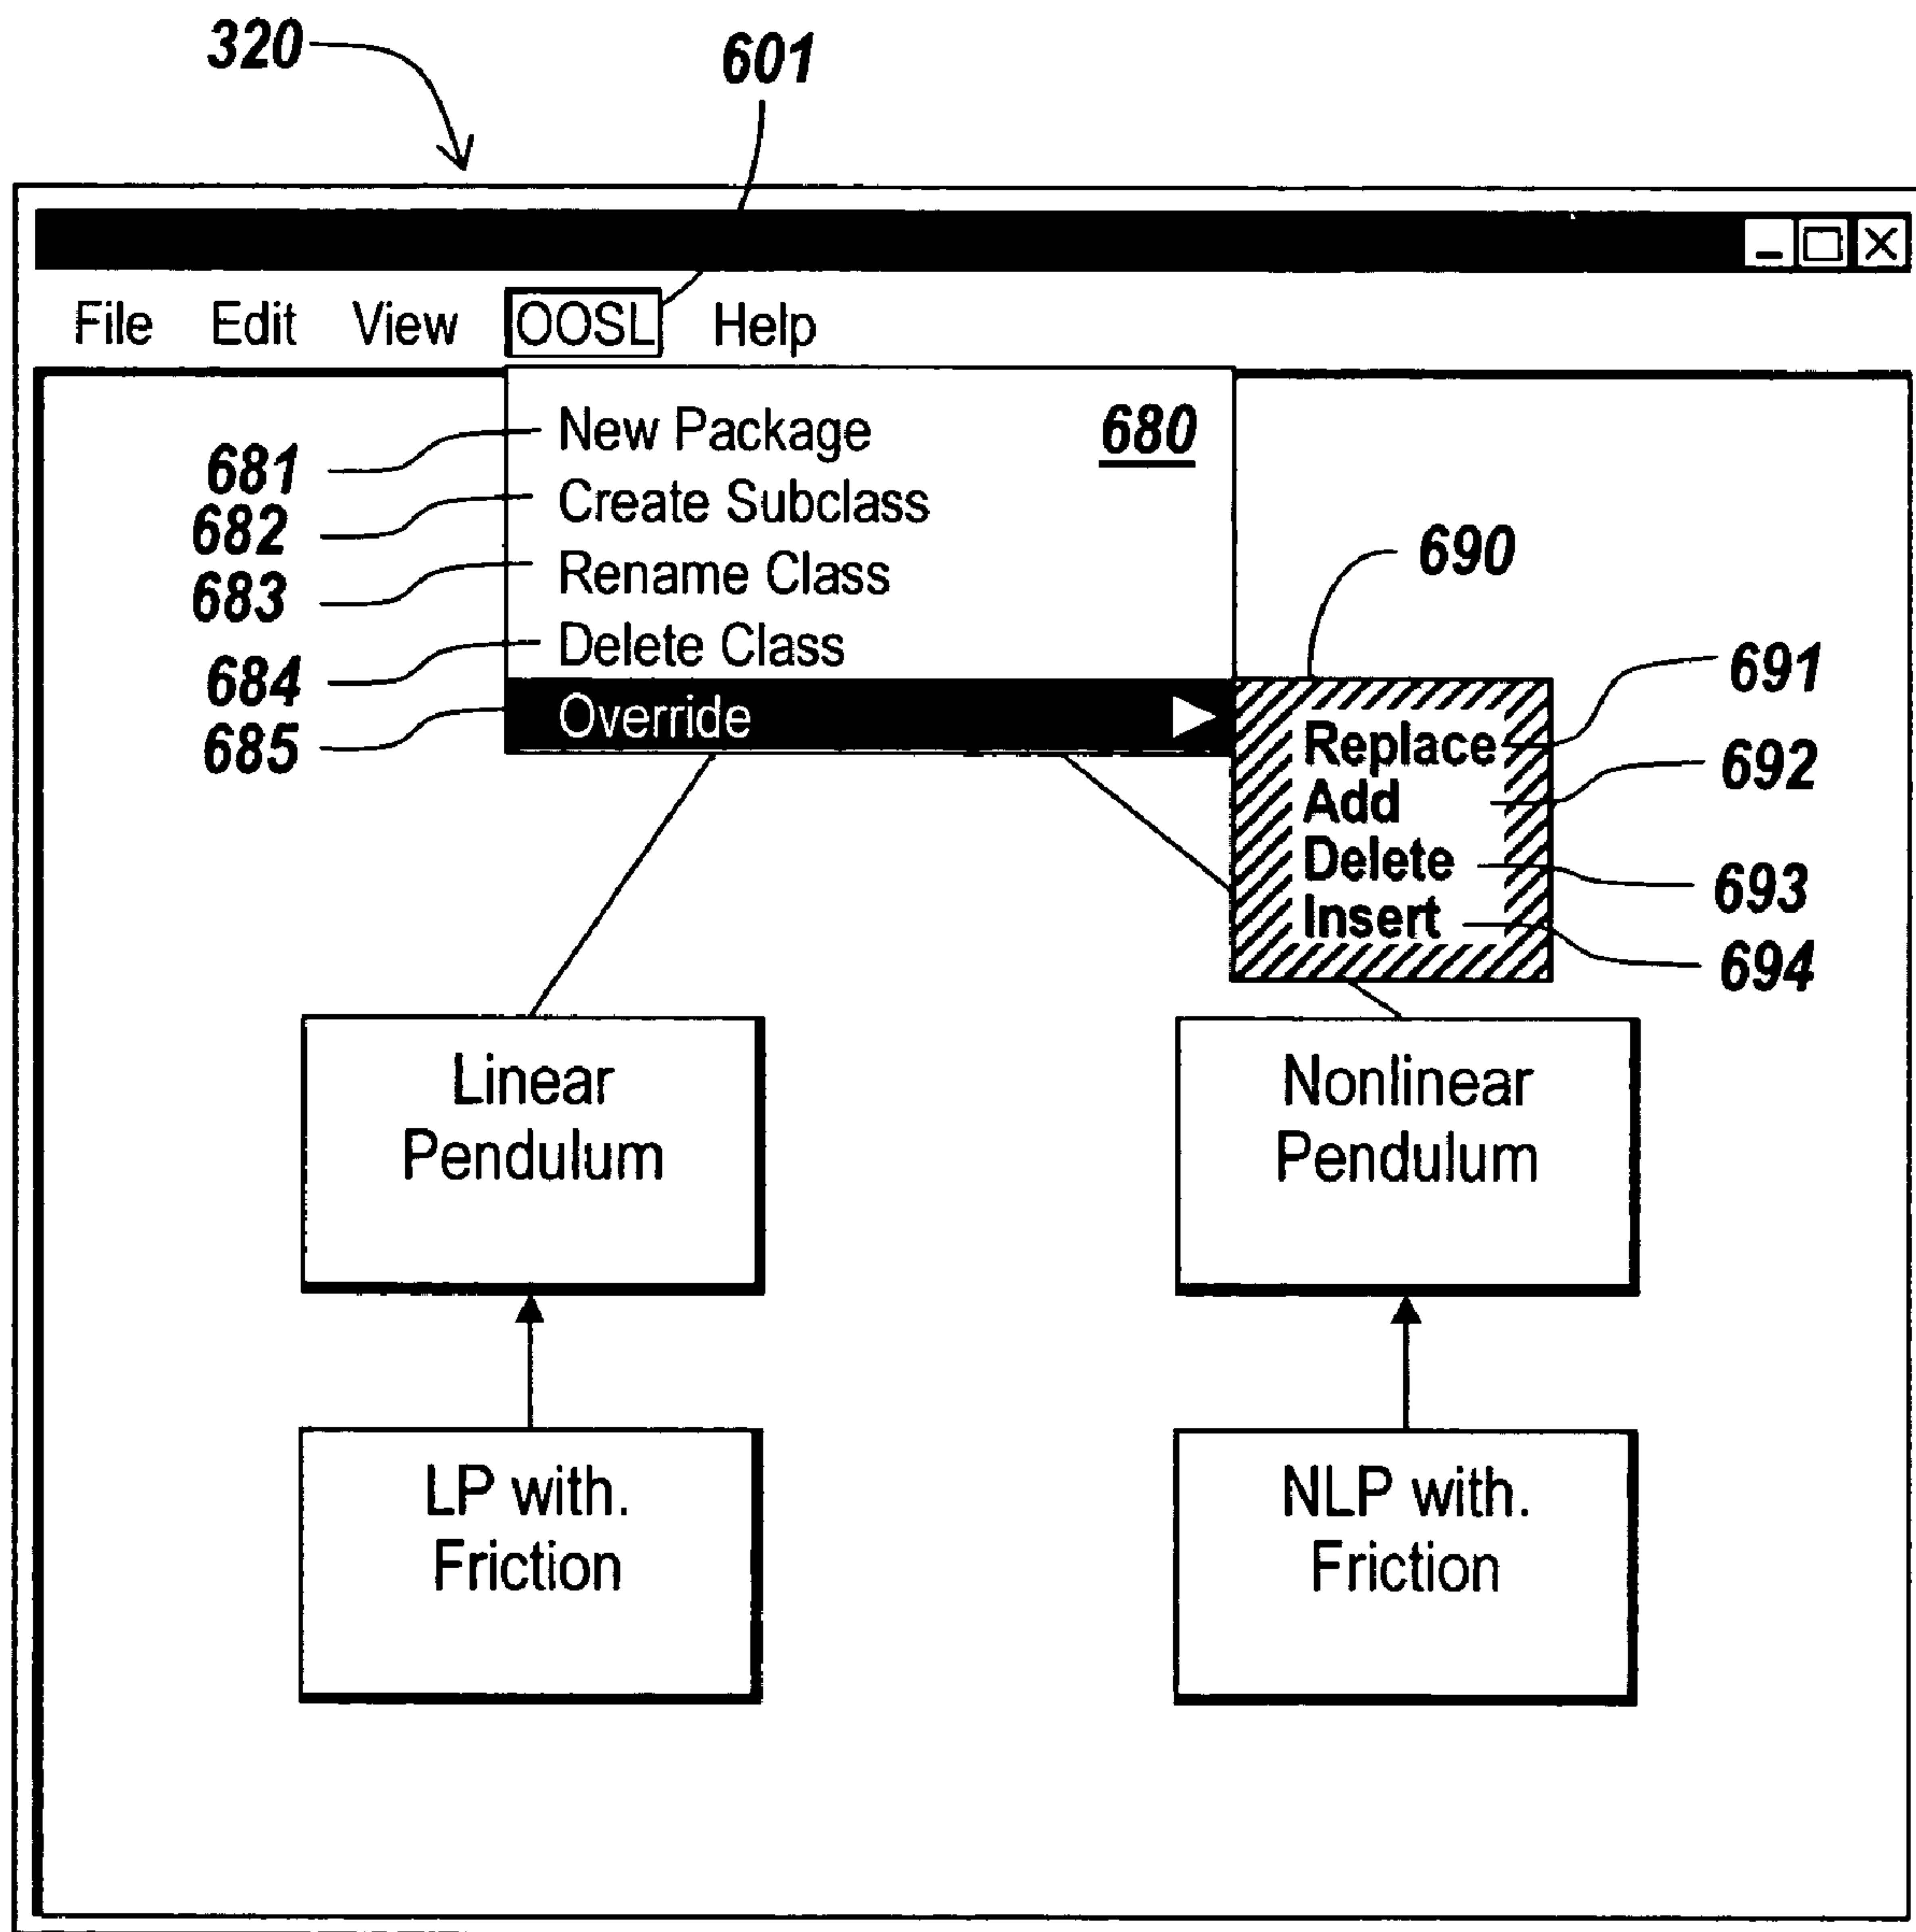 320
601
File Edit View OOSL Help
680
681 New Package
682 Create Subclass
683 Rename Class
684 Delete Class
685 Override
690
Replace 691
Add 692
Delete 693
Insert 694
Linear
Pendulum
Nonlinear
Pendulum
LP with.
Friction
NLP with.
Friction